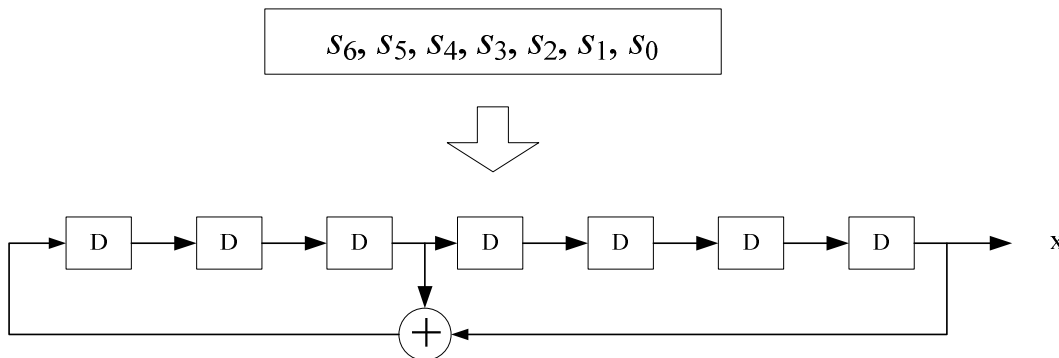 s₆, s₅, s₄, s₃, s₂, s₁, s₀
D D D D D D D x
+